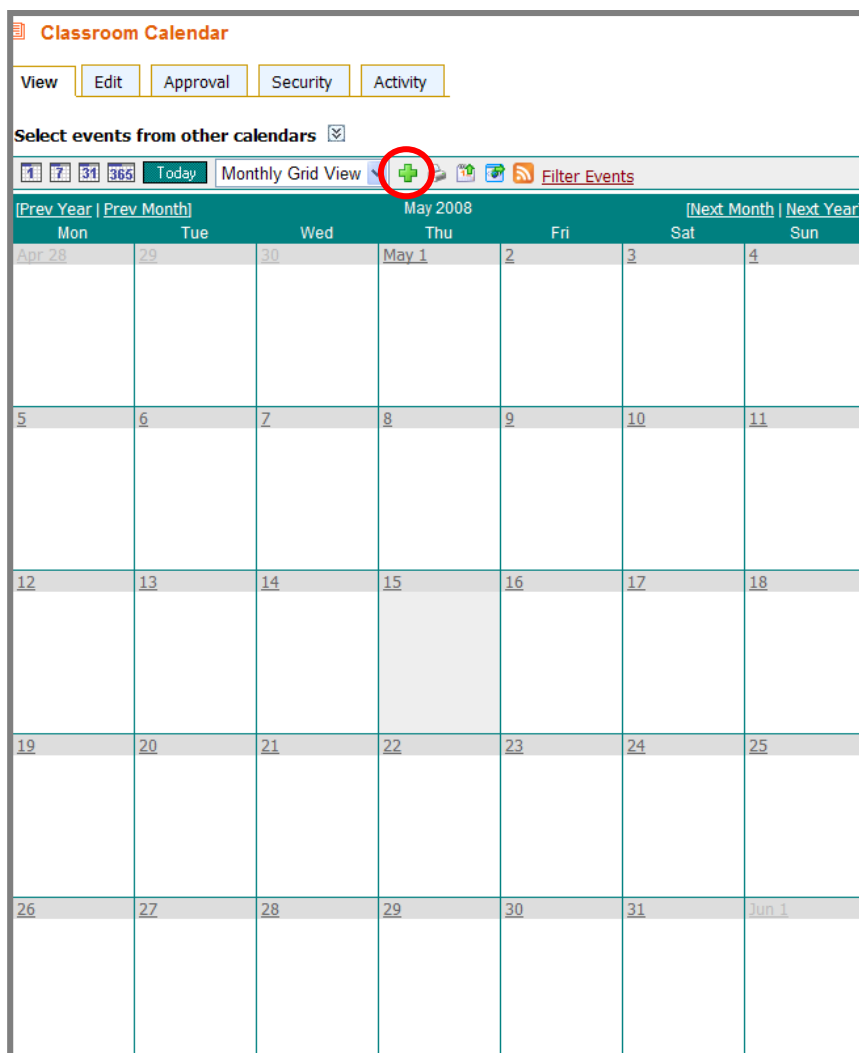 Classroom Calendar
View Edit Approval Security Activity
Select events from other calendars
1 7 31 365 Today Monthly Grid View Filter Events
[Prev Year | Prev Month] May 2008 [Next Month | Next Year]
Mon Tue Wed Thu Fri Sat Sun
Apr 28 29 30 May 1 2 3 4
5 6 7 8 9 10 11
12 13 14 15 16 17 18
19 20 21 22 23 24 25
26 27 28 29 30 31 Jun 1